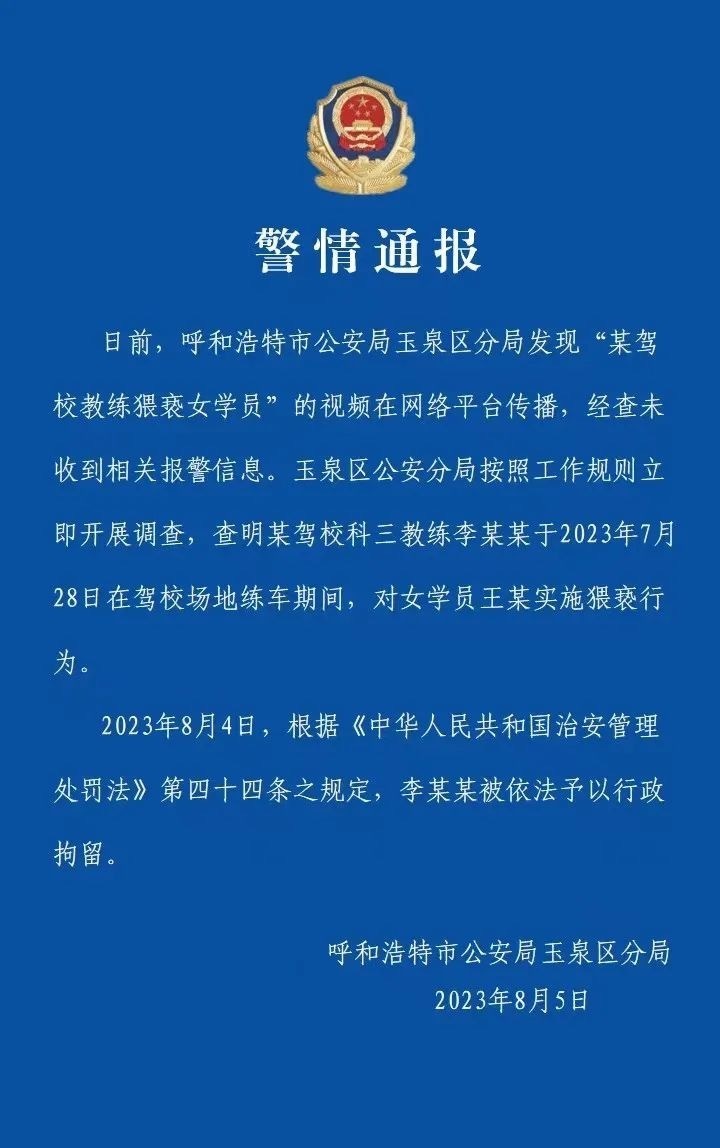 警情通报
日前，呼和浩特市公安局玉泉区分局发现“某驾
校教练猥亵女学员”的视频在网络平台传播，经查未
收到相关报警信息。玉泉区公安分局按照工作规则立
即开展调查，查明某驾校科三教练李某某于2023年7月
28日在驾校场地练车期间，对女学员王某实施猥亵行
为。
2023年8月4日，根据《中华人民共和国治安管理
处罚法》第四十四条之规定，李某某被依法予以行政
拘留。
呼和浩特市公安局玉泉区分局
2023年8月5日